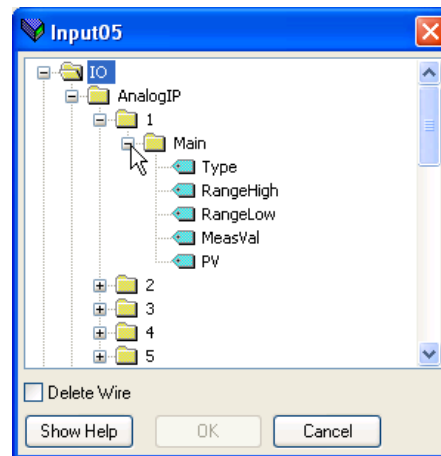 Input05
IO
AnalogIP
1
Main
Type
RangeHigh
RangeLow
MeasVal
PV
2
3
4
5
Delete Wire
Show Help OK Cancel